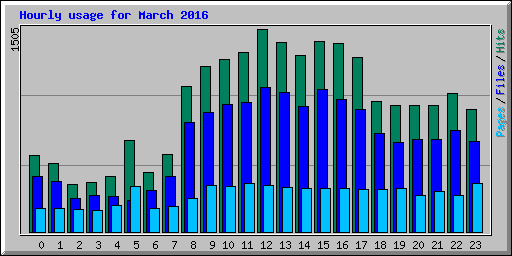 Hourly usage for March 2016
1505
Pages/Files/Hits
0 1 2 3 4 5 6 7 8 9 10 11 12 13 14 15 16 17 18 19 20 21 22 23